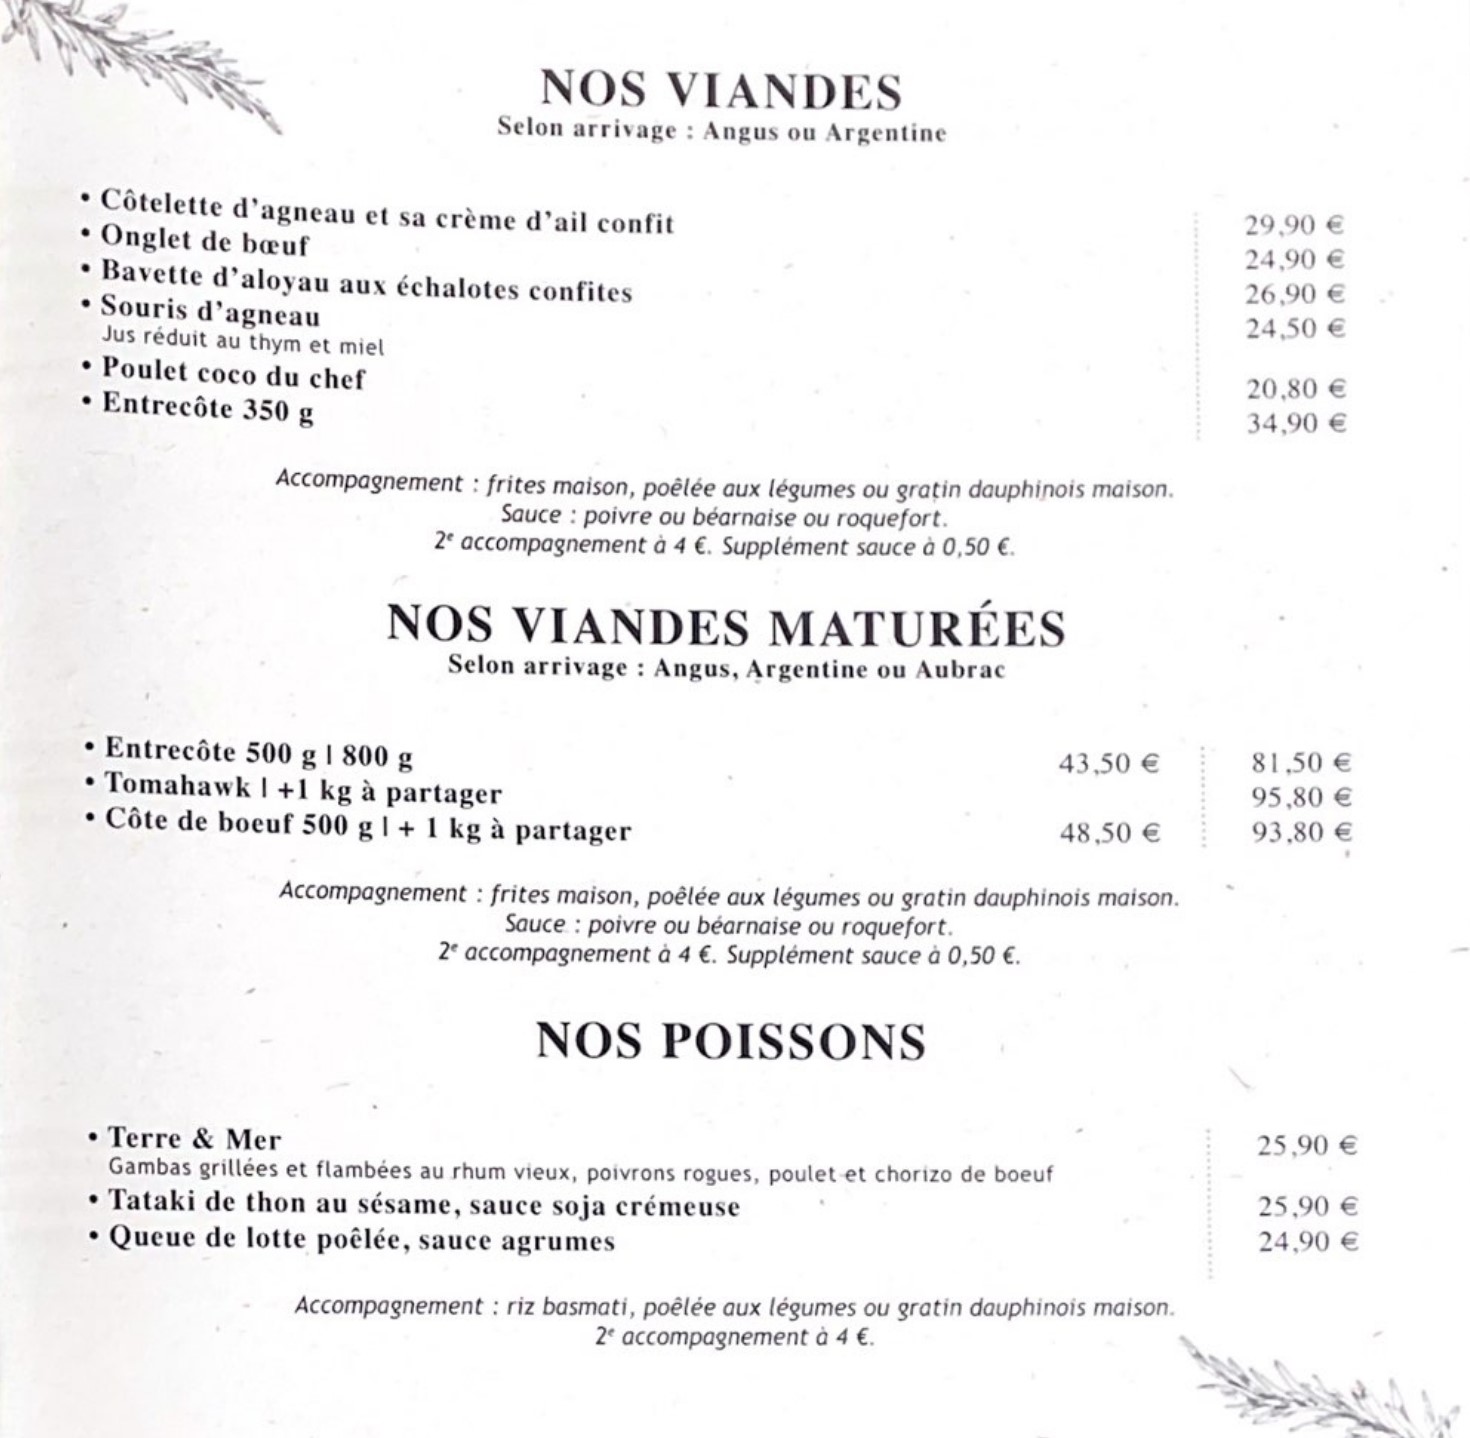 NOS VIANDES
Selon arrivage : Angus ou Argentine
• Côtelette d'agneau et sa crème d'ail confit 29,90 €
• Onglet de bœuf 24,90 €
• Bavette d'aloyau aux échalotes confites 26,90 €
• Souris d'agneau 24,50 €
Jus réduit au thym et miel
• Poulet coco du chef 20,80 €
• Entrecôte 350 g 34,90 €
Accompagnement : frites maison, poêlée aux légumes ou gratin dauphinois maison.
Sauce : poivre ou béarnaise ou roquefort.
2e accompagnement à 4 €. Supplément sauce à 0,50 €.
NOS VIANDES MATURÉES
Selon arrivage : Angus, Argentine ou Aubrac
• Entrecôte 500 g | 800 g 43,50 € 81,50 €
• Tomahawk | +1 kg à partager 95,80 €
• Côte de boeuf 500 g | + 1 kg à partager 48,50 € 93,80 €
Accompagnement : frites maison, poêlée aux légumes ou gratin dauphinois maison.
Sauce : poivre ou béarnaise ou roquefort.
2e accompagnement à 4 €. Supplément sauce à 0,50 €.
NOS POISSONS
• Terre & Mer 25,90 €
Gambas grillées et flambées au rhum vieux, poivrons rogues, poulet et chorizo de boeuf
• Tataki de thon au sésame, sauce soja crémeuse 25,90 €
• Queue de lotte poêlée, sauce agrumes 24,90 €
Accompagnement : riz basmati, poêlée aux légumes ou gratin dauphinois maison.
2e accompagnement à 4 €.